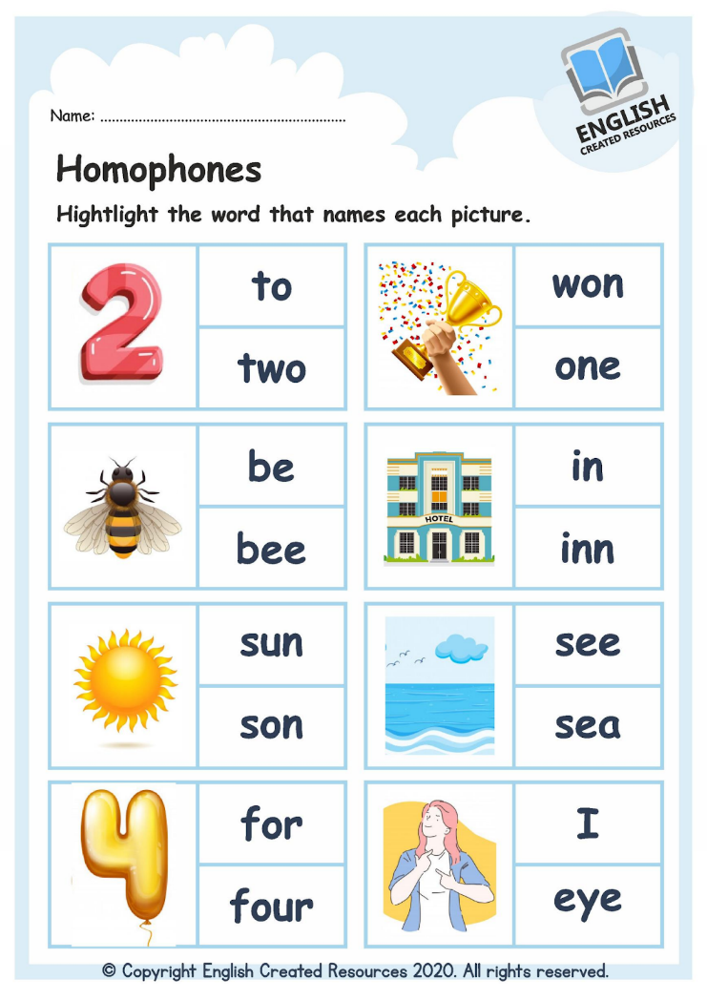 ENGLISH
CREATED RESOURCES
Name: ................................................................
Homophones
Hightlight the word that names each picture.
2
to
two
won
one
be
bee
HOTEL
in
inn
sun
son
see
sea
4
for
four
I
eye
© Copyright English Created Resources 2020. All rights reserved.